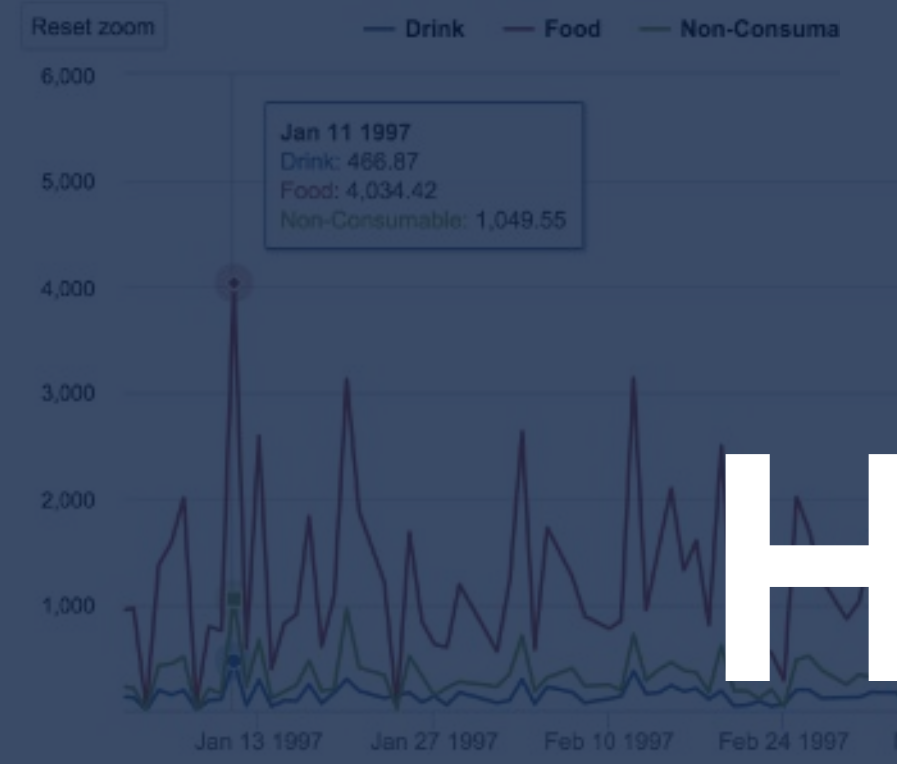 Reset zoom
Drink Food Non-Consuma
6,000
Jan 11 1997
Drink: 466.87
5,000
Food: 4,034.42
Non-Consumable: 1,049.55
4,000
3,000
2,000
H
1,000
Jan 13 1997 Jan 27 1997 Feb 10 1997 Feb 24 1997